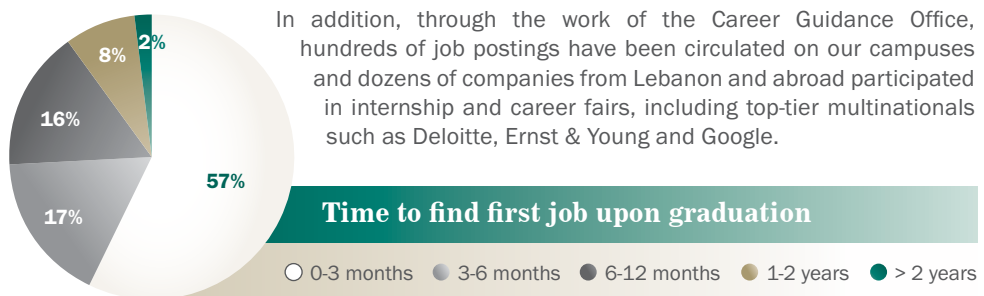 In addition, through the work of the Career Guidance Office,
hundreds of job postings have been circulated on our campuses
and dozens of companies from Lebanon and abroad participated
in internship and career fairs, including top-tier multinationals
such as Deloitte, Ernst & Young and Google.
2%
8%
16%
57%
17%
Time to find first job upon graduation
0-3 months 3-6 months 6-12 months 1-2 years > 2 years